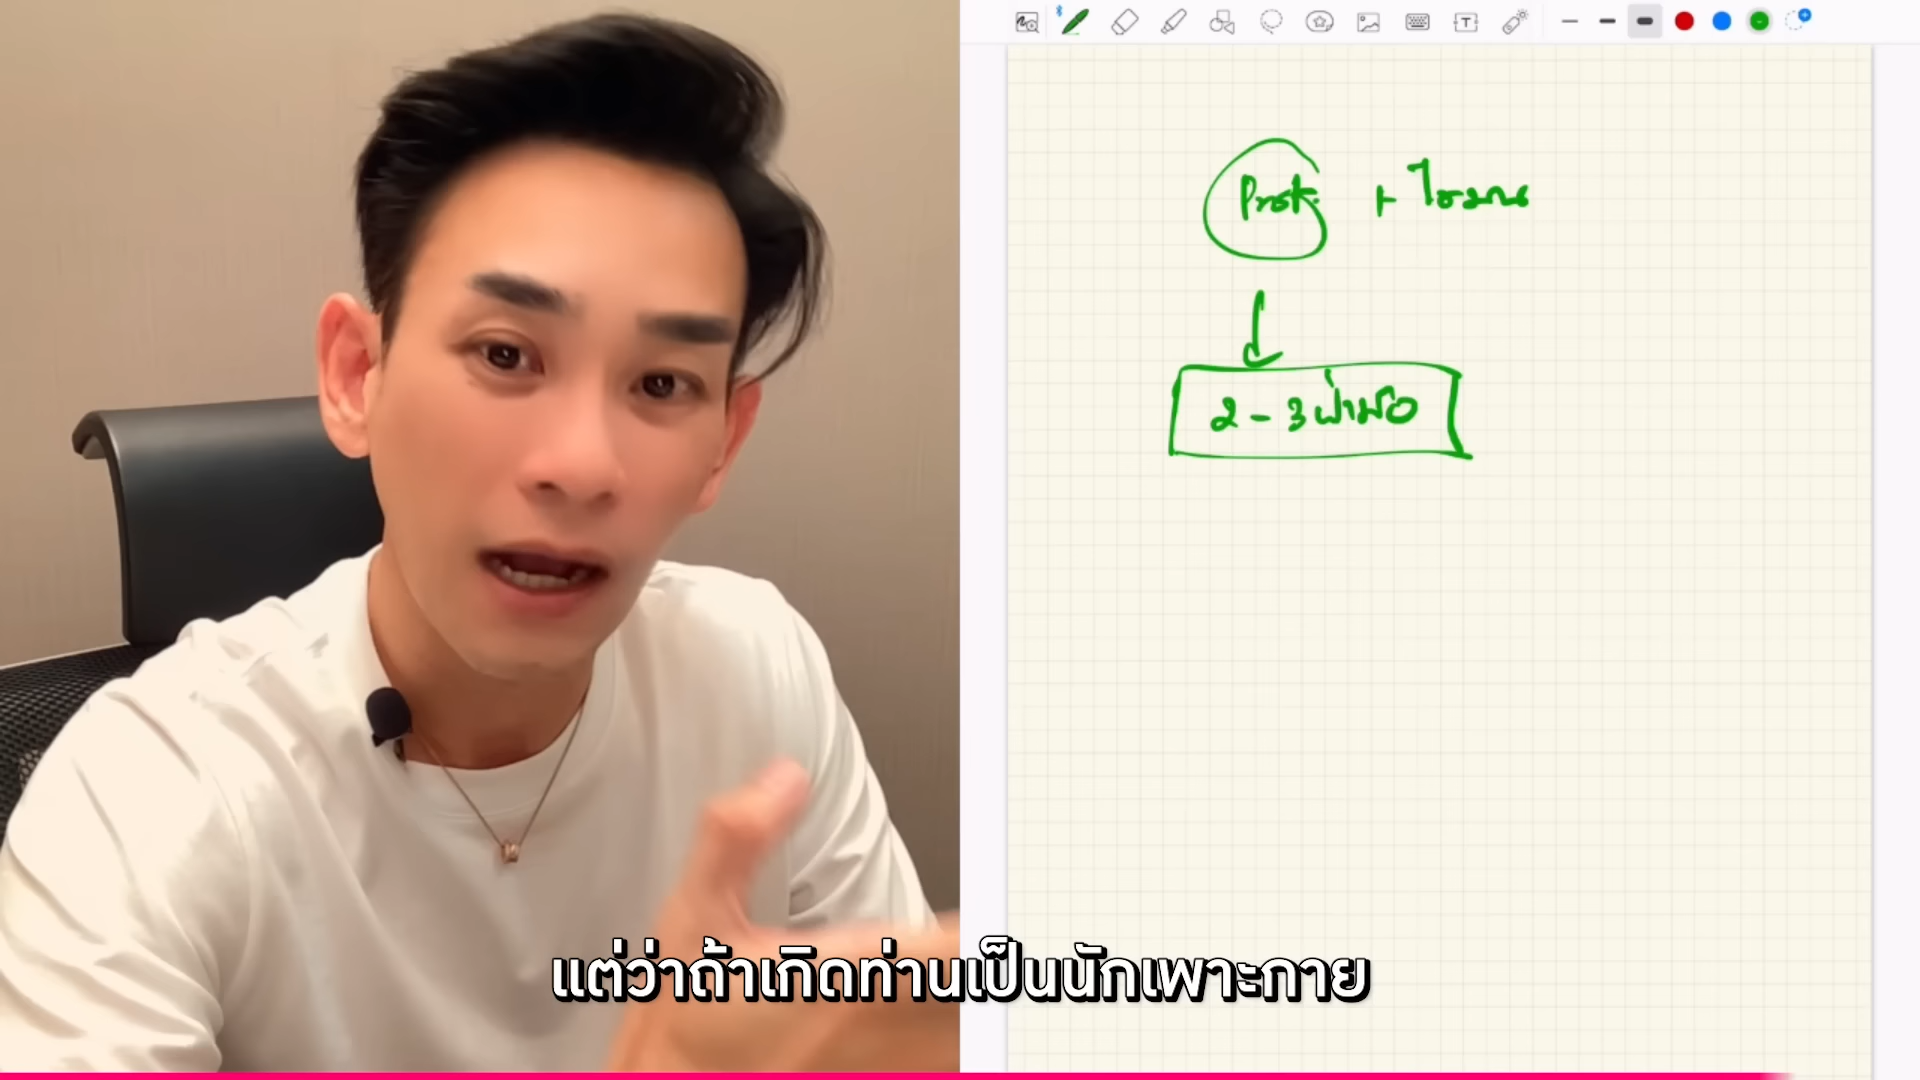 Prot. + ไขมัน
2 - 3 ฝ่ามือ
แต่ว่าถ้าเกิดท่านเป็นนักเพาะกาย